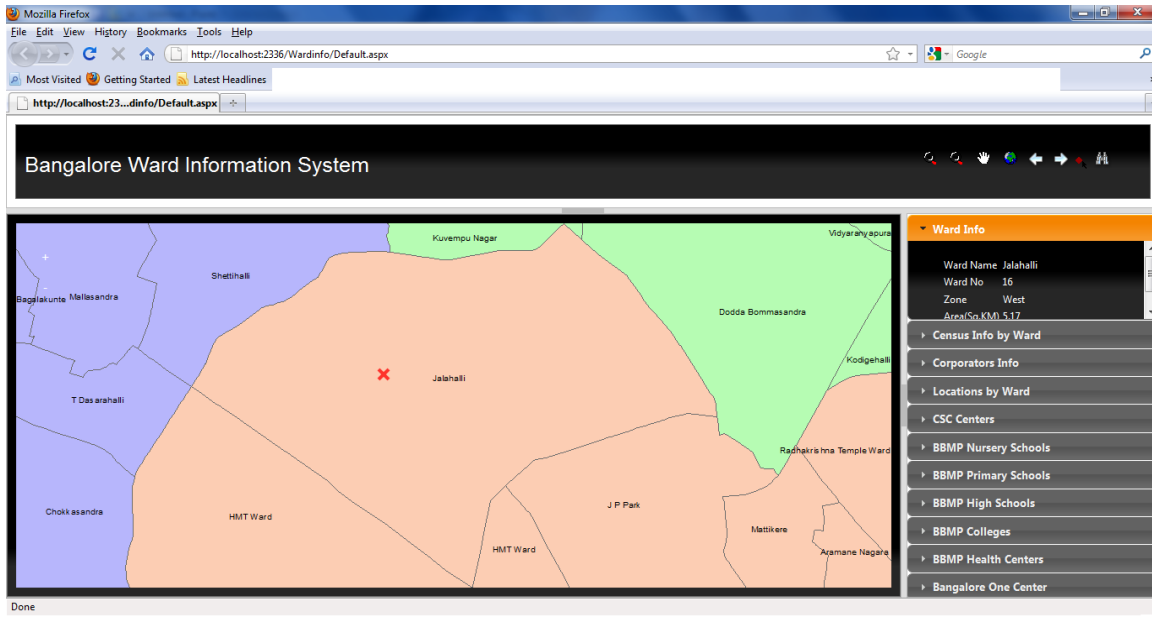 Mozilla Firefox
File Edit View History Bookmarks Tools Help
http://localhost:2336/Wardinfo/Default.aspx
Google
Most Visited Getting Started Latest Headlines
http://localhost:23...dinfo/Default.aspx
Bangalore Ward Information System
Kuvempu Nagar
Vidyaranyapura
Shettihalli
Bagalakunte
Mallasandra
Dodda Bommasandra
Kodigehalli
Jalahalli
T Dasarahalli
Radhakrishna Temple Ward
J P Park
Chokkasandra
HMT Ward
Mattikere
HMT Ward
Aramane Nagara
Ward Info
Ward Name Jalahalli
Ward No 16
Zone West
Area(Sq.KM) 5.17
Census Info by Ward
Corporators Info
Locations by Ward
CSC Centers
BBMP Nursery Schools
BBMP Primary Schools
BBMP High Schools
BBMP Colleges
BBMP Health Centers
Bangalore One Center
Done